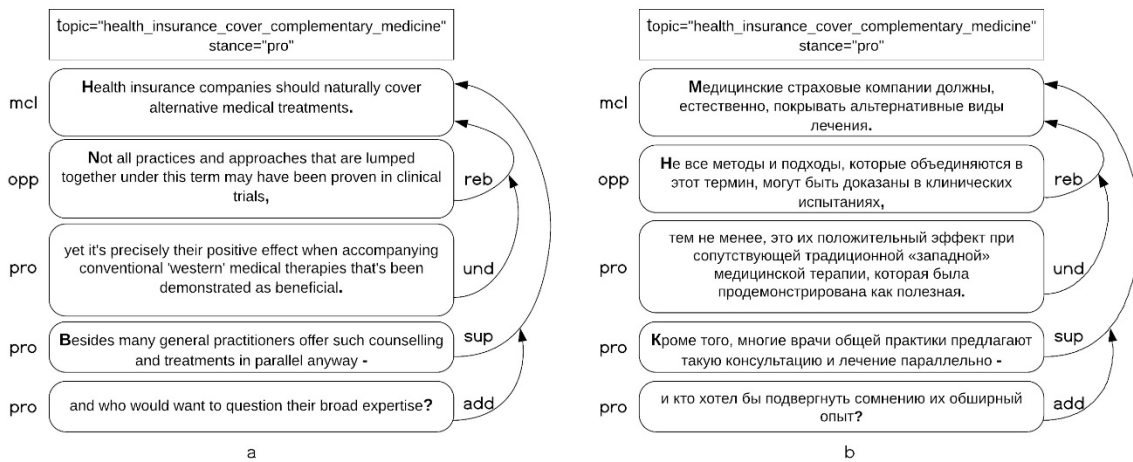 topic="health_insurance_cover_complementary_medicine"
stance="pro"
mcl
Health insurance companies should naturally cover
alternative medical treatments.
opp
Not all practices and approaches that are lumped
together under this term may have been proven in clinical
trials,
reb
pro
yet it's precisely their positive effect when accompanying
conventional 'western' medical therapies that's been
demonstrated as beneficial.
und
pro
Besides many general practitioners offer such counselling
and treatments in parallel anyway -
sup
pro
and who would want to question their broad expertise?
add
a
topic="health_insurance_cover_complementary_medicine"
stance="pro"
mcl
Медицинские страховые компании должны,
естественно, покрывать альтернативные виды
лечения.
opp
Не все методы и подходы, которые объединяются в
этот термин, могут быть доказаны в клинических
испытаниях,
reb
pro
тем не менее, это их положительный эффект при
сопутствующей традиционной «западной»
медицинской терапии, которая была
продемонстрирована как полезная.
und
pro
Кроме того, многие врачи общей практики предлагают
такую консультацию и лечение параллельно -
sup
pro
и кто хотел бы подвергнуть сомнению их обширный
опыт?
add
b